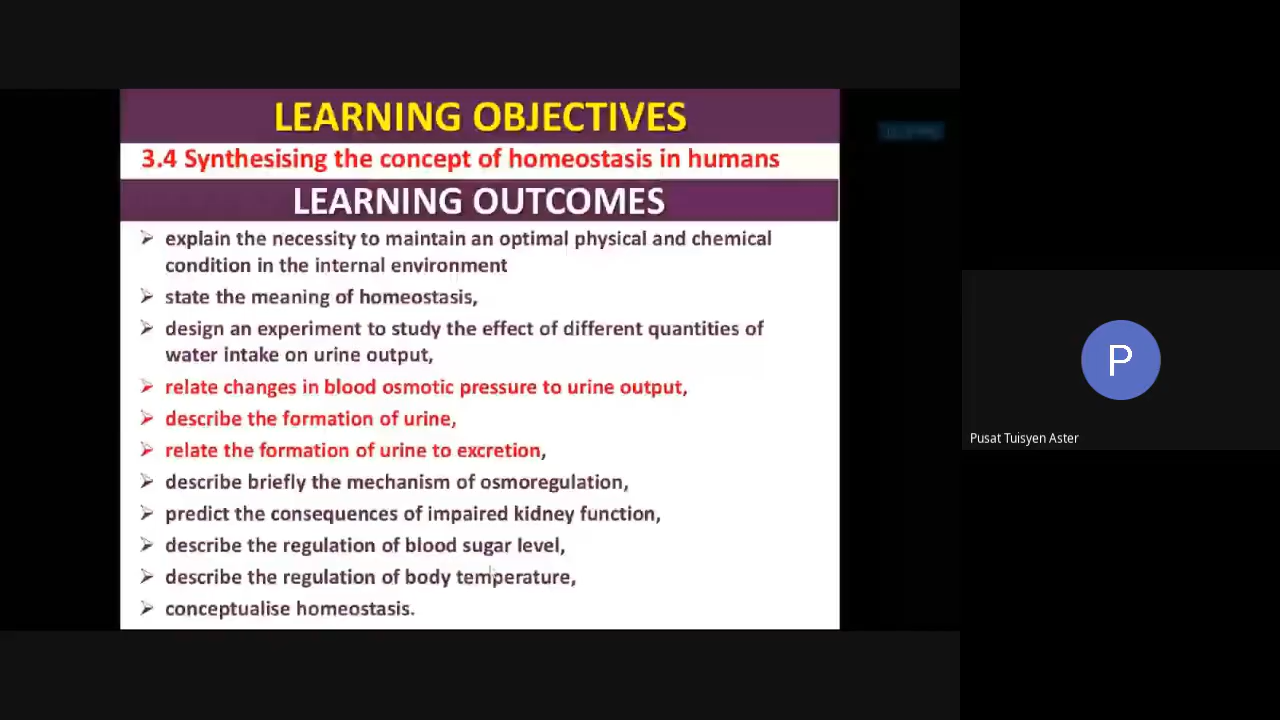 LEARNING OBJECTIVES
3.4 Synthesising the concept of homeostasis in humans
LEARNING OUTCOMES
➢ explain the necessity to maintain an optimal physical and chemical
condition in the internal environment
➢ state the meaning of homeostasis,
➢ design an experiment to study the effect of different quantities of
water intake on urine output,
➢ relate changes in blood osmotic pressure to urine output,
➢ describe the formation of urine,
➢ relate the formation of urine to excretion,
➢ describe briefly the mechanism of osmoregulation,
➢ predict the consequences of impaired kidney function,
➢ describe the regulation of blood sugar level,
➢ describe the regulation of body temperature,
➢ conceptualise homeostasis.
P
Pusat Tuisyen Aster